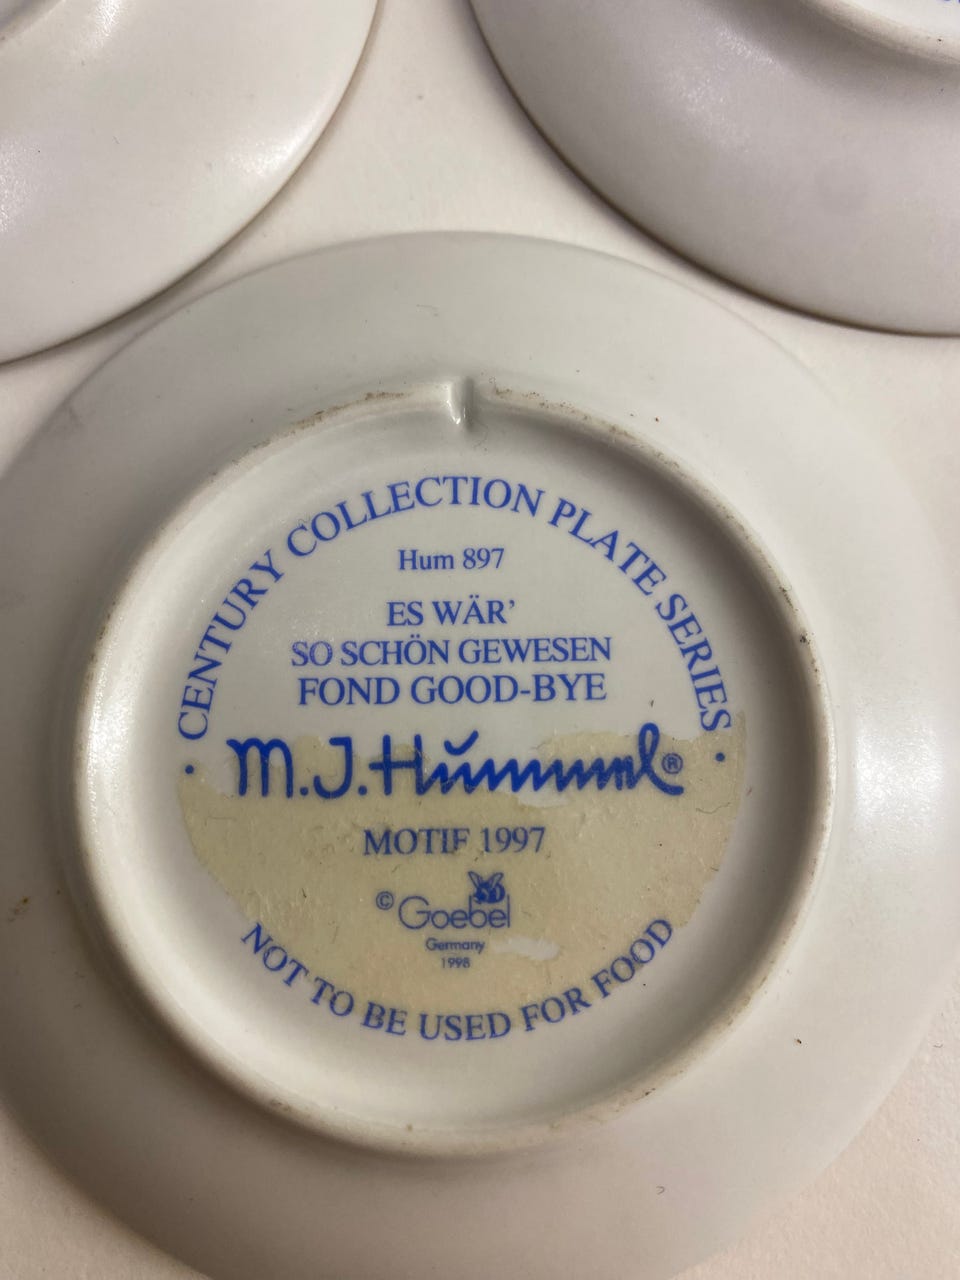 CENTURY COLLECTION PLATE SERIES
Hum 897
ES WÄR'
SO SCHÖN GEWESEN
FOND GOOD-BYE
M.J.Hummel®
MOTIF 1997
© Goebel
Germany
1998
NOT TO BE USED FOR FOOD